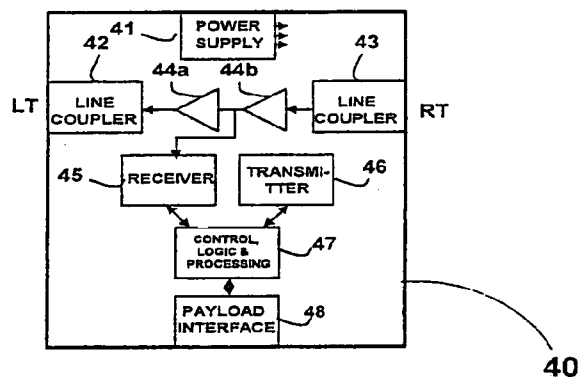 41
POWER
SUPPLY
42
43
44a
44b
LT
LINE
COUPLER
LINE
COUPLER
RT
45
RECEIVER
TRANSMI-
TTER
46
CONTROL,
LOGIC &
PROCESSING
47
PAYLOAD
INTERFACE
48
40